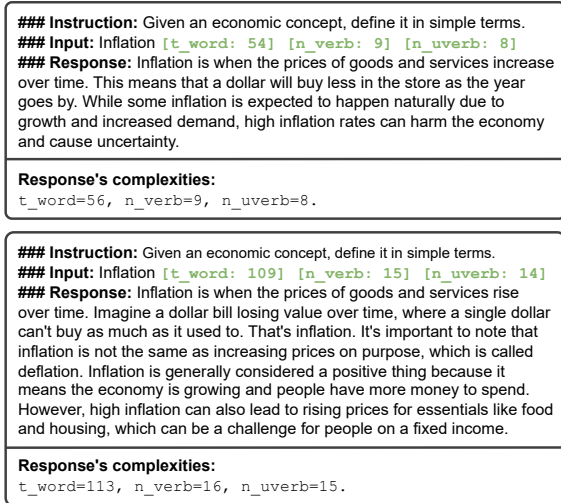 ### Instruction: Given an economic concept, define it in simple terms.
### Input: Inflation [t_word: 54] [n_verb: 9] [n_uverb: 8]
### Response: Inflation is when the prices of goods and services increase
over time. This means that a dollar will buy less in the store as the year
goes by. While some inflation is expected to happen naturally due to
growth and increased demand, high inflation rates can harm the economy
and cause uncertainty.
Response's complexities:
t_word=56, n_verb=9, n_uverb=8.
### Instruction: Given an economic concept, define it in simple terms.
### Input: Inflation [t_word: 109] [n_verb: 15] [n_uverb: 14]
### Response: Inflation is when the prices of goods and services rise
over time. Imagine a dollar bill losing value over time, where a single dollar
can't buy as much as it used to. That's inflation. It's important to note that
inflation is not the same as increasing prices on purpose, which is called
deflation. Inflation is generally considered a positive thing because it
means the economy is growing and people have more money to spend.
However, high inflation can also lead to rising prices for essentials like food
and housing, which can be a challenge for people on a fixed income.
Response's complexities:
t_word=113, n_verb=16, n_uverb=15.